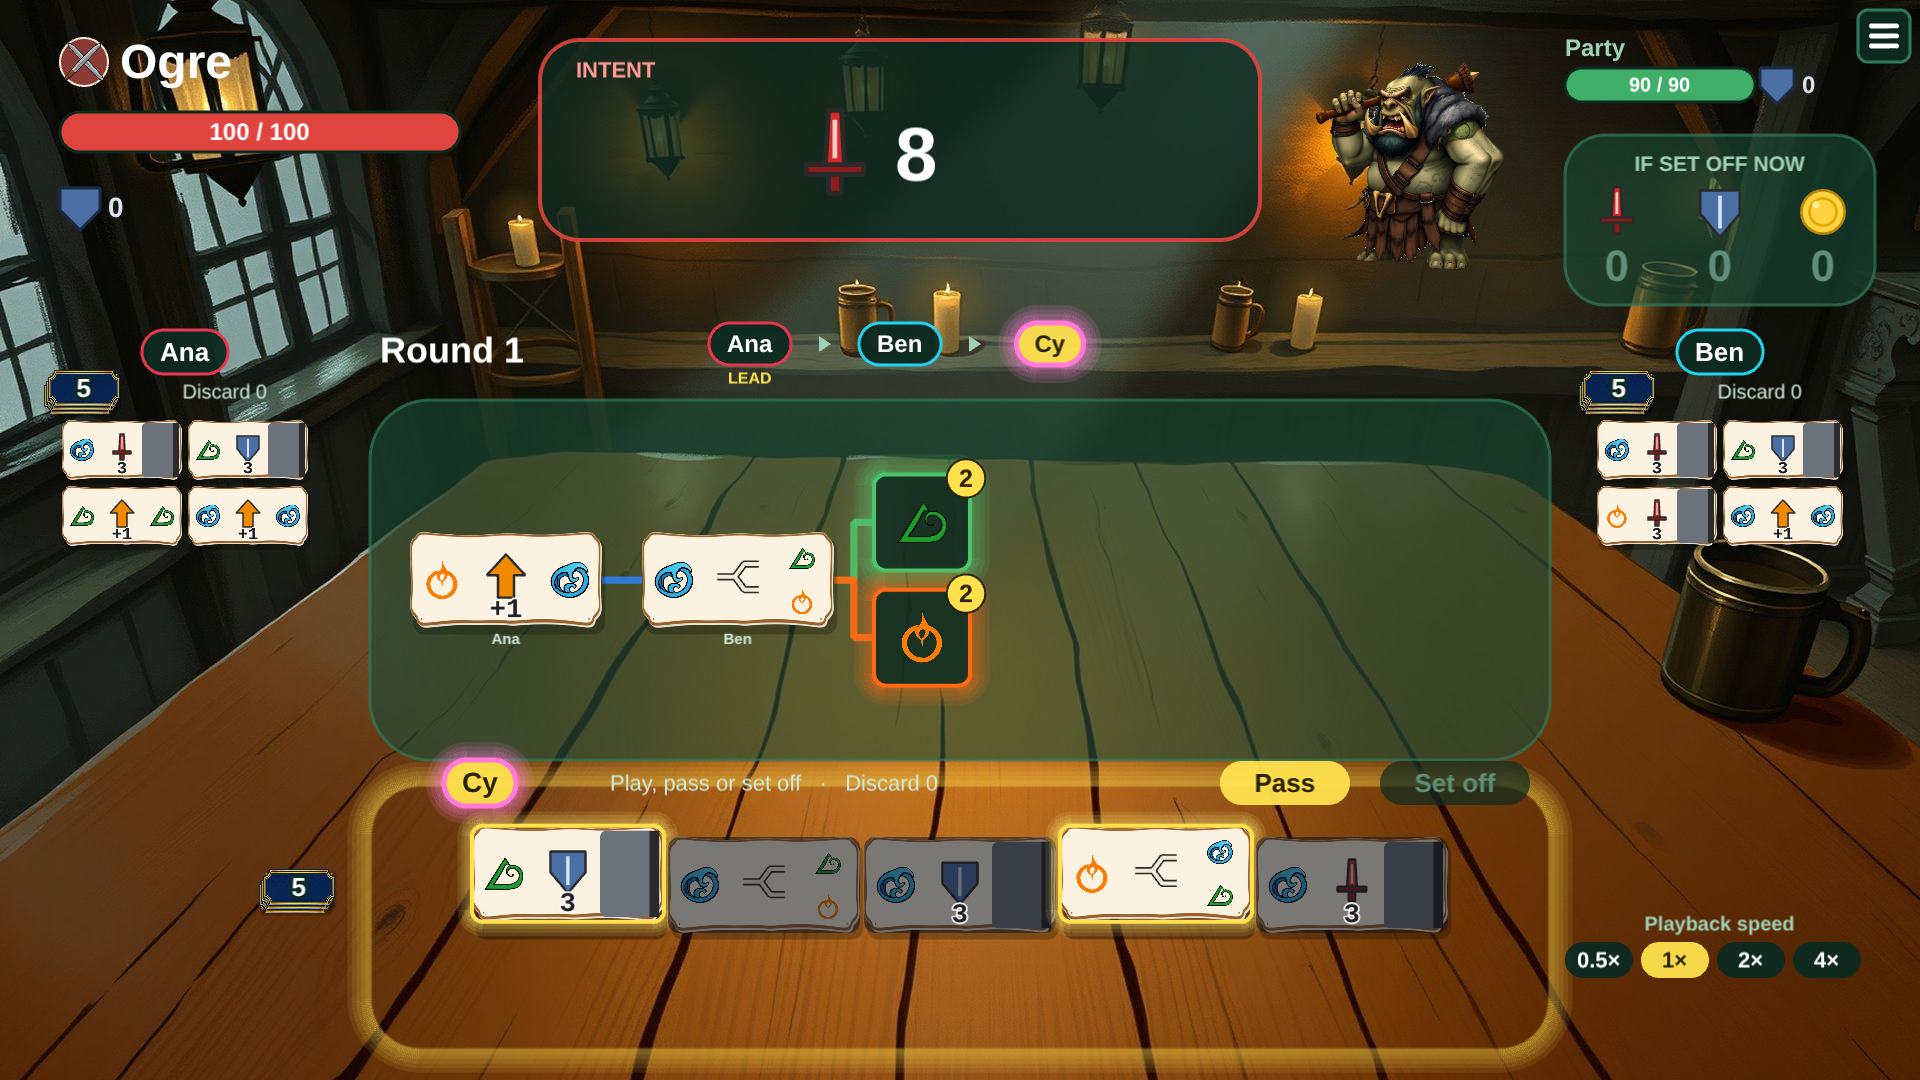 Ogre
100 / 100
0
INTENT
8
Party
90 / 90
0
IF SET OFF NOW
0
0
0
Round 1
Ana
LEAD
Ben
Cy
Ana
5
Discard 0
3
3
+1
+1
Ben
5
Discard 0
3
3
3
+1
+1
Ana
Ben
2
2
Cy
Play, pass or set off · Discard 0
Pass
Set off
5
3
3
3
Playback speed
0.5×
1×
2×
4×